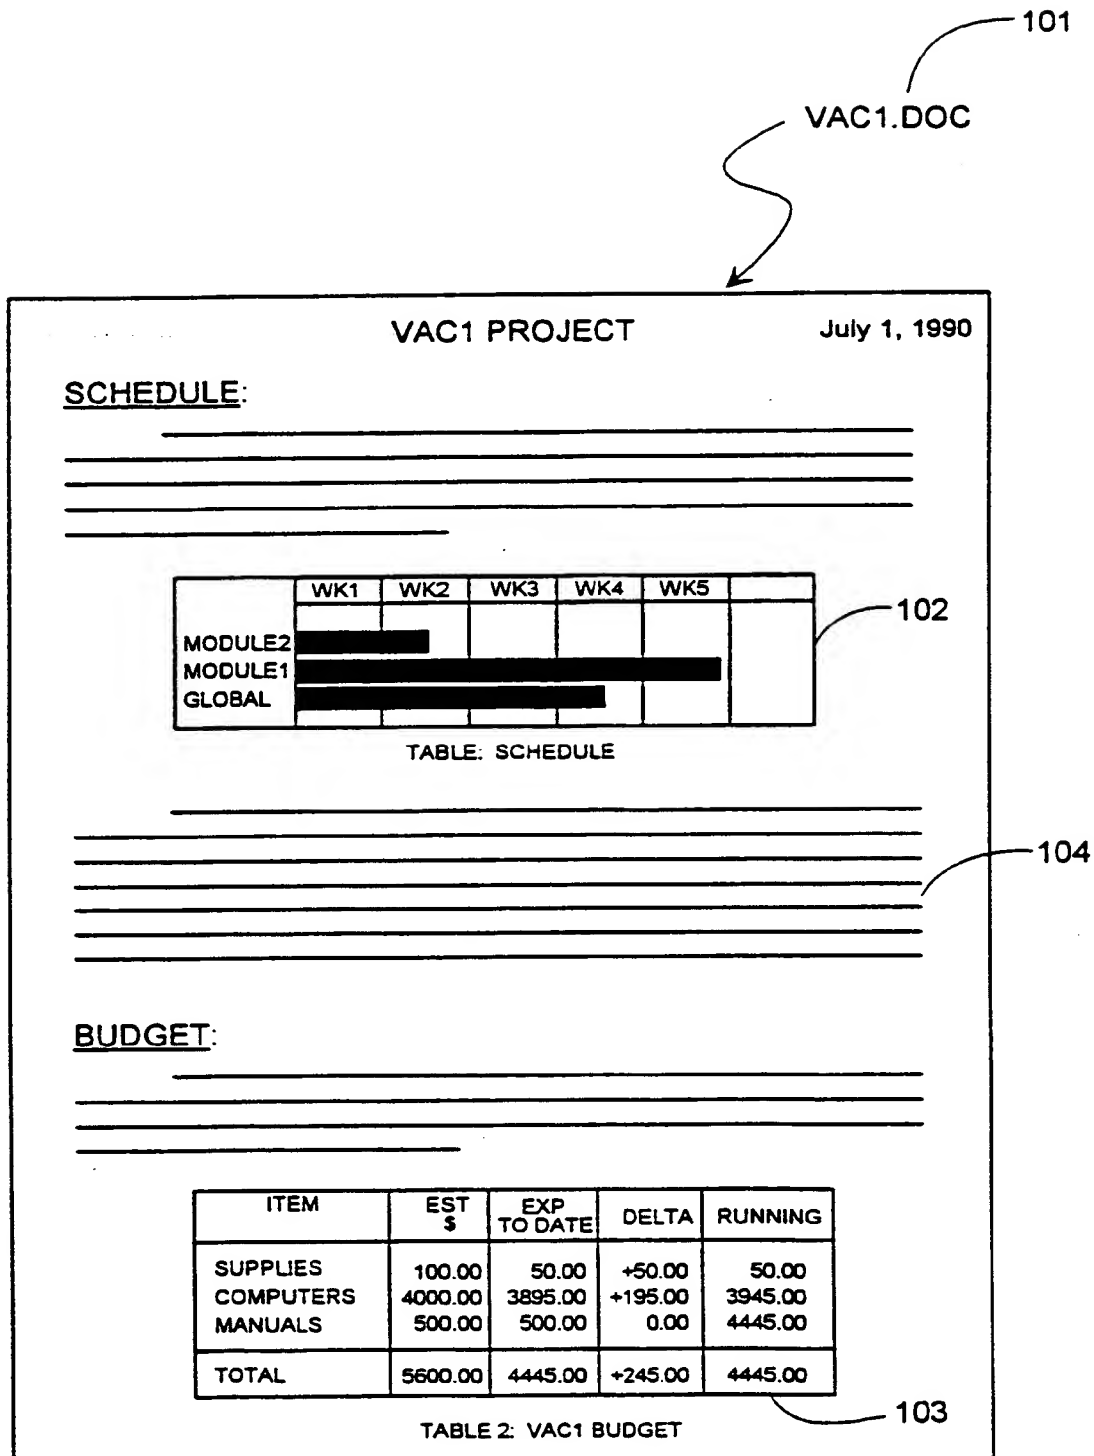 101
VAC1.DOC
VAC1 PROJECT July 1, 1990
SCHEDULE:
WK1 WK2 WK3 WK4 WK5
102
MODULE2
MODULE1
GLOBAL
TABLE: SCHEDULE
104
BUDGET:
ITEM EST $ EXP TO DATE DELTA RUNNING
SUPPLIES 100.00 50.00 +50.00 50.00
COMPUTERS 4000.00 3895.00 +195.00 3945.00
MANUALS 500.00 500.00 0.00 4445.00
TOTAL 5600.00 4445.00 +245.00 4445.00
103
TABLE 2: VAC1 BUDGET